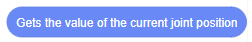 Gets the value of the current joint position